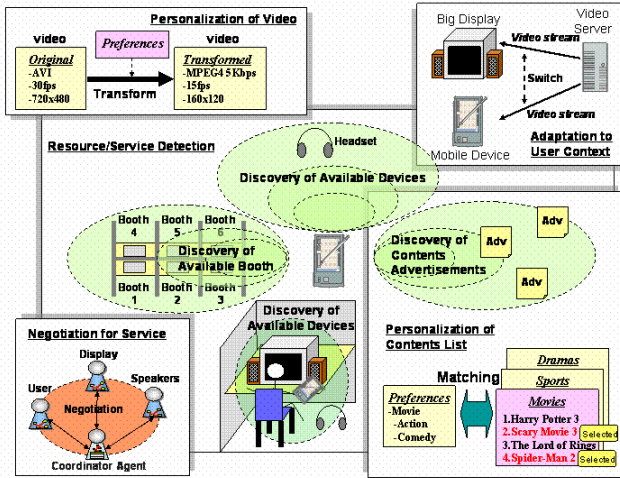 Personalization of Video
video
Preferences
video
Original
-AVI
-30fps
-720x480
Transform
Transformed
-MPEG4 5Kbps
-15fps
-160x120
Big Display
Video stream
Video
Server
Switch
Video stream
Mobile Device
Adaptation to
User Context
Resource/Service Detection
Headset
Discovery of Available Devices
Booth
4
Booth
5
Booth
6
Discovery of
Available Booth
Booth
1
Booth
2
Booth
3
Discovery of
Contents
Advertisements
Adv
Adv
Adv
Negotiation for Service
Display
User
Speakers
Negotiation
Coordinator Agent
Discovery of
Available Devices
Personalization of
Contents List
Preferences
-Movie
-Action
-Comedy
Matching
Dramas
Sports
Movies
1.Harry Potter 3
2.Scary Movie 3
Selected
3.The Lord of Rings
4.Spider-Man 2
Selected